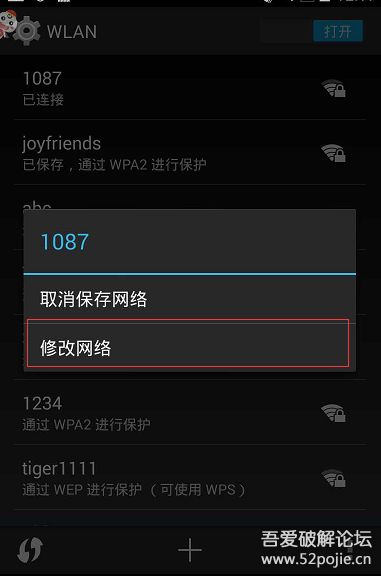 WLAN
打开
1087
已连接
joyfriends
已保存，通过 WPA2 进行保护
abc
1087
取消保存网络
修改网络
1234
通过 WPA2 进行保护
tiger1111
通过 WEP 进行保护 （可使用 WPS）
吾爱破解论坛
www.52pojie.cn